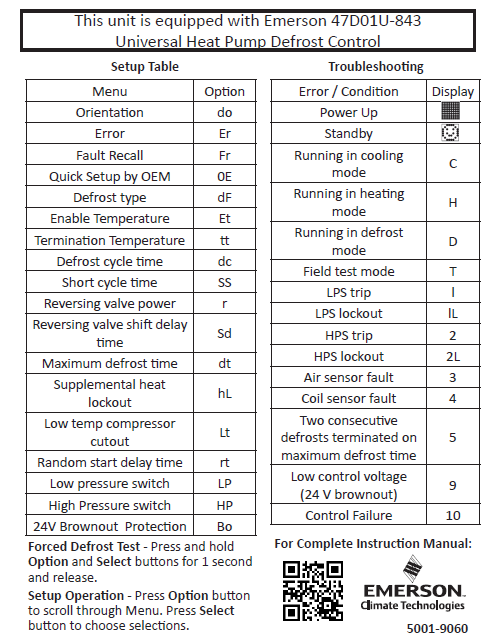 This unit is equipped with Emerson 47D01U-843
Universal Heat Pump Defrost Control
Setup Table
Menu Option
Orientation do
Error Er
Fault Recall Fr
Quick Setup by OEM 0E
Defrost type dF
Enable Temperature Et
Termination Temperature tt
Defrost cycle time dc
Short cycle time SS
Reversing valve power r
Reversing valve shift delay
time Sd
Maximum defrost time dt
Supplemental heat
lockout hL
Low temp compressor
cutout Lt
Random start delay time rt
Low pressure switch LP
High Pressure switch HP
24V Brownout Protection Bo
Forced Defrost Test - Press and hold
Option and Select buttons for 1 second
and release.
Setup Operation - Press Option button
to scroll through Menu. Press Select
button to choose selections.
Troubleshooting
Error / Condition Display
Power Up
Standby
Running in cooling
mode C
Running in heating
mode H
Running in defrost
mode D
Field test mode T
LPS trip l
LPS lockout lL
HPS trip 2
HPS lockout 2L
Air sensor fault 3
Coil sensor fault 4
Two consecutive
defrosts terminated on
maximum defrost time 5
Low control voltage
(24 V brownout) 9
Control Failure 10
For Complete Instruction Manual:
EMERSON™
Climate Technologies
5001-9060